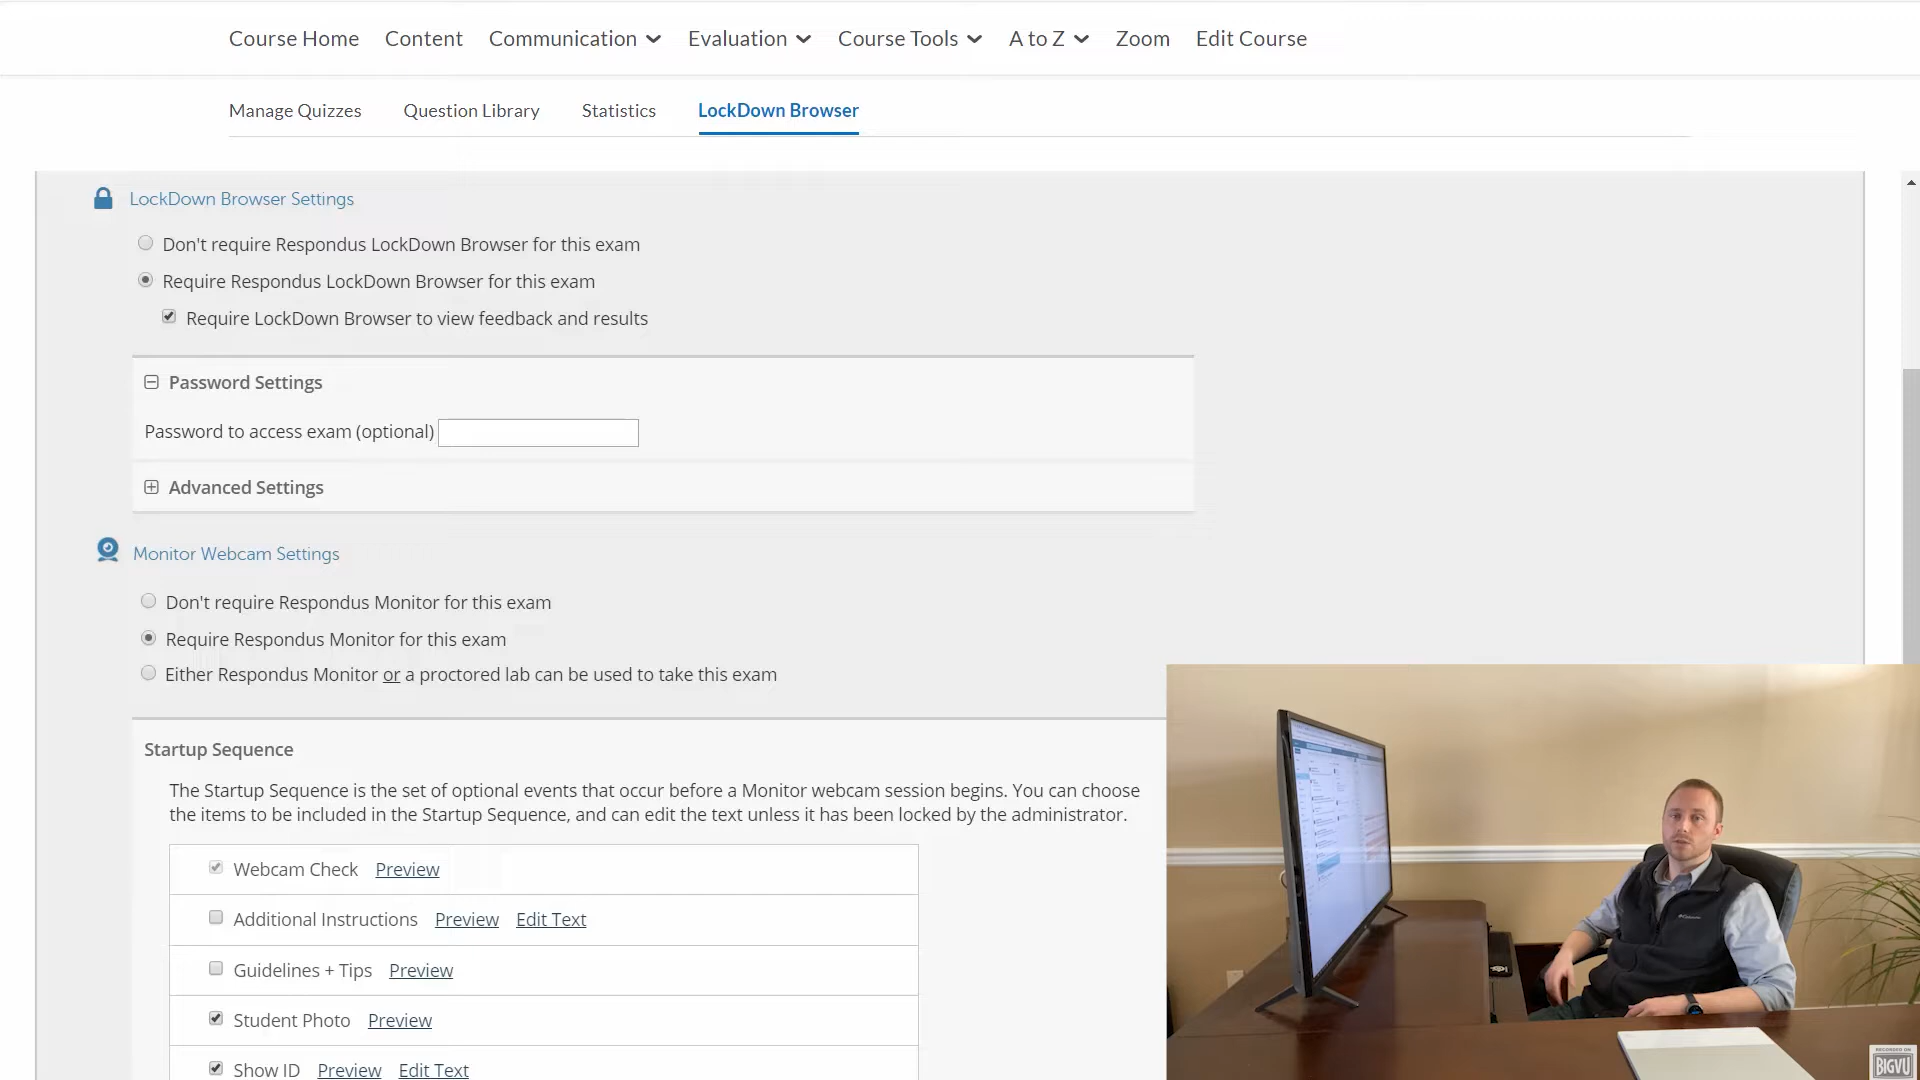 Course Home Content Communication Evaluation Course Tools A to Z Zoom Edit Course
Manage Quizzes Question Library Statistics LockDown Browser
LockDown Browser Settings
Don't require Respondus LockDown Browser for this exam
Require Respondus LockDown Browser for this exam
Require LockDown Browser to view feedback and results
Password Settings
Password to access exam (optional)
Advanced Settings
Monitor Webcam Settings
Don't require Respondus Monitor for this exam
Require Respondus Monitor for this exam
Either Respondus Monitor or a proctored lab can be used to take this exam
Startup Sequence
The Startup Sequence is the set of optional events that occur before a Monitor webcam session begins. You can choose
the items to be included in the Startup Sequence, and can edit the text unless it has been locked by the administrator.
Webcam Check Preview
Additional Instructions Preview Edit Text
Guidelines + Tips Preview
Student Photo Preview
Show ID Preview Edit Text
RECORDED ON
BIGVU